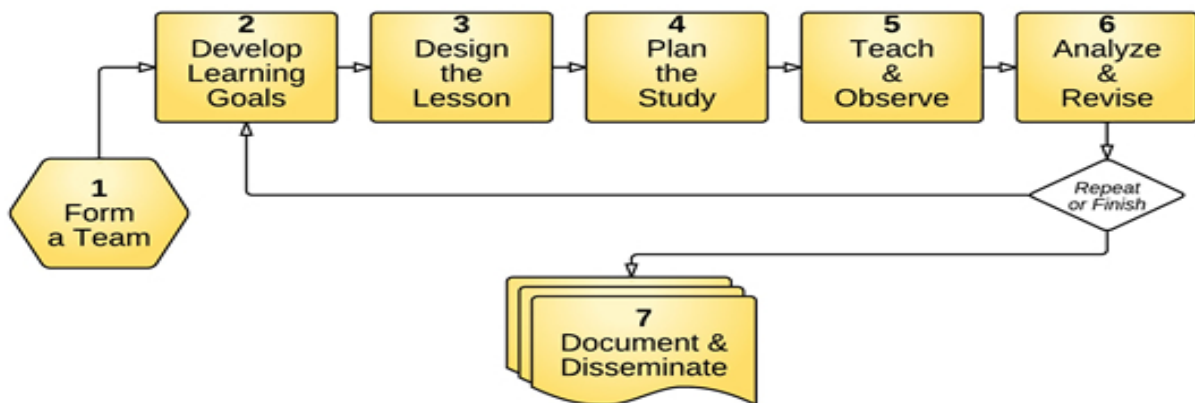 1
Form
a Team
2
Develop
Learning
Goals
3
Design
the
Lesson
4
Plan
the
Study
5
Teach
&
Observe
6
Analyze
&
Revise
Repeat
or Finish
7
Document &
Disseminate